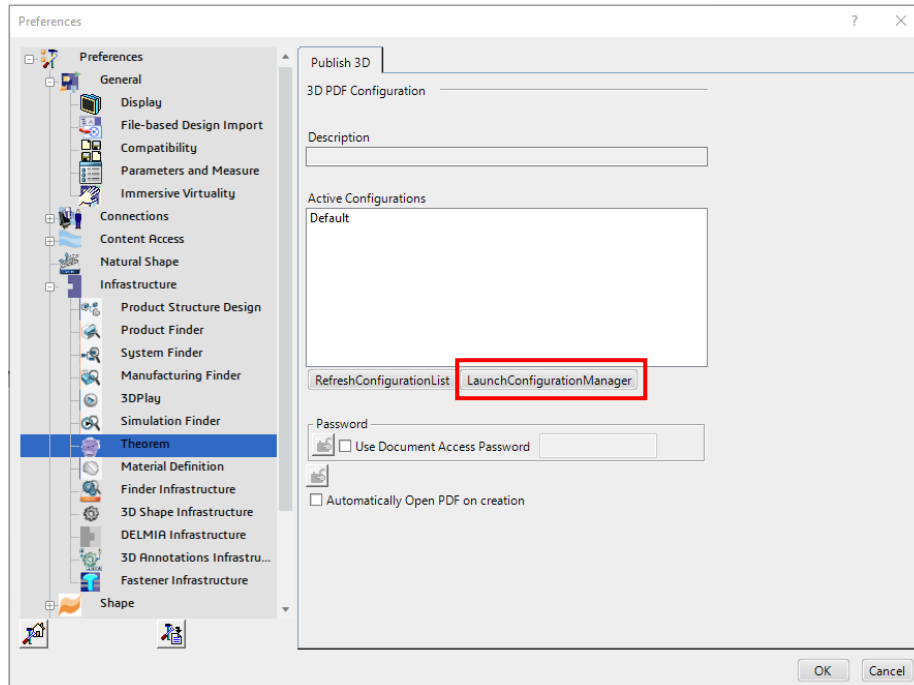 Preferences
?
Preferences
General
Display
File-based Design Import
Compatibility
Parameters and Measure
Immersive Virtuality
Connections
Content Access
Natural Shape
Infrastructure
Product Structure Design
Product Finder
System Finder
Manufacturing Finder
3DPlay
Simulation Finder
Theorem
Material Definition
Finder Infrastructure
3D Shape Infrastructure
DELMIA Infrastructure
3D Annotations Infrastru...
Fastener Infrastructure
Shape
Publish 3D
3D PDF Configuration
Description
Active Configurations
Default
RefreshConfigurationList LaunchConfigurationManager
Password
Use Document Access Password
Automatically Open PDF on creation
OK Cancel